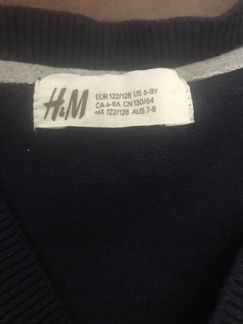 H&M
EUR 122/128 US 6-8Y
CA 6-8A CN 130/64
MX 122/128 AUS 7-8